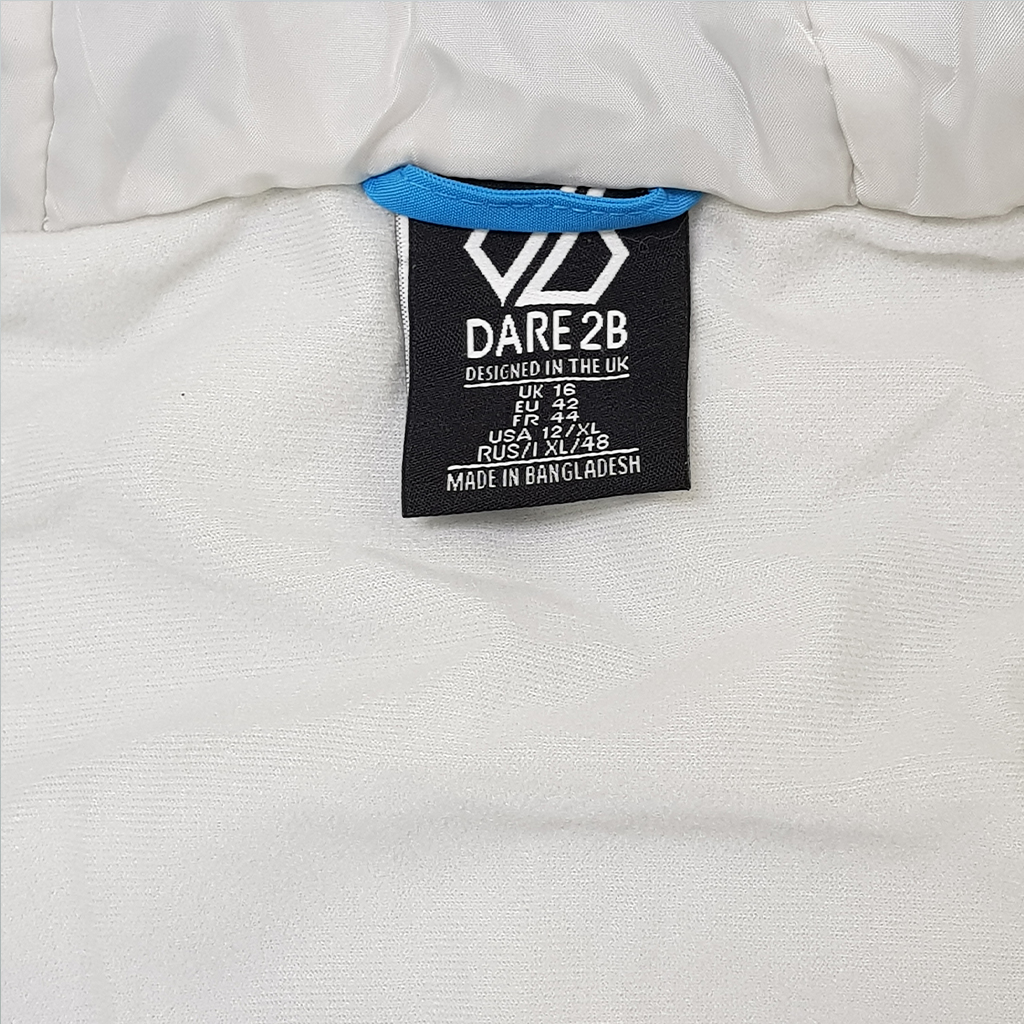 DARE 2B
DESIGNED IN THE UK
UK 16
EU 42
FR 44
USA 12/XL
RUS/I XL/48
MADE IN BANGLADESH